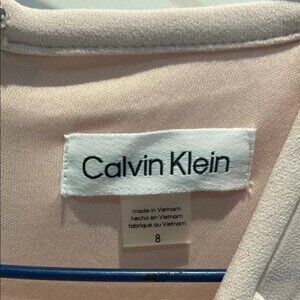 Calvin Klein
made in Vietnam
hecho en Vietnam
fabriqué au Vietnam
8